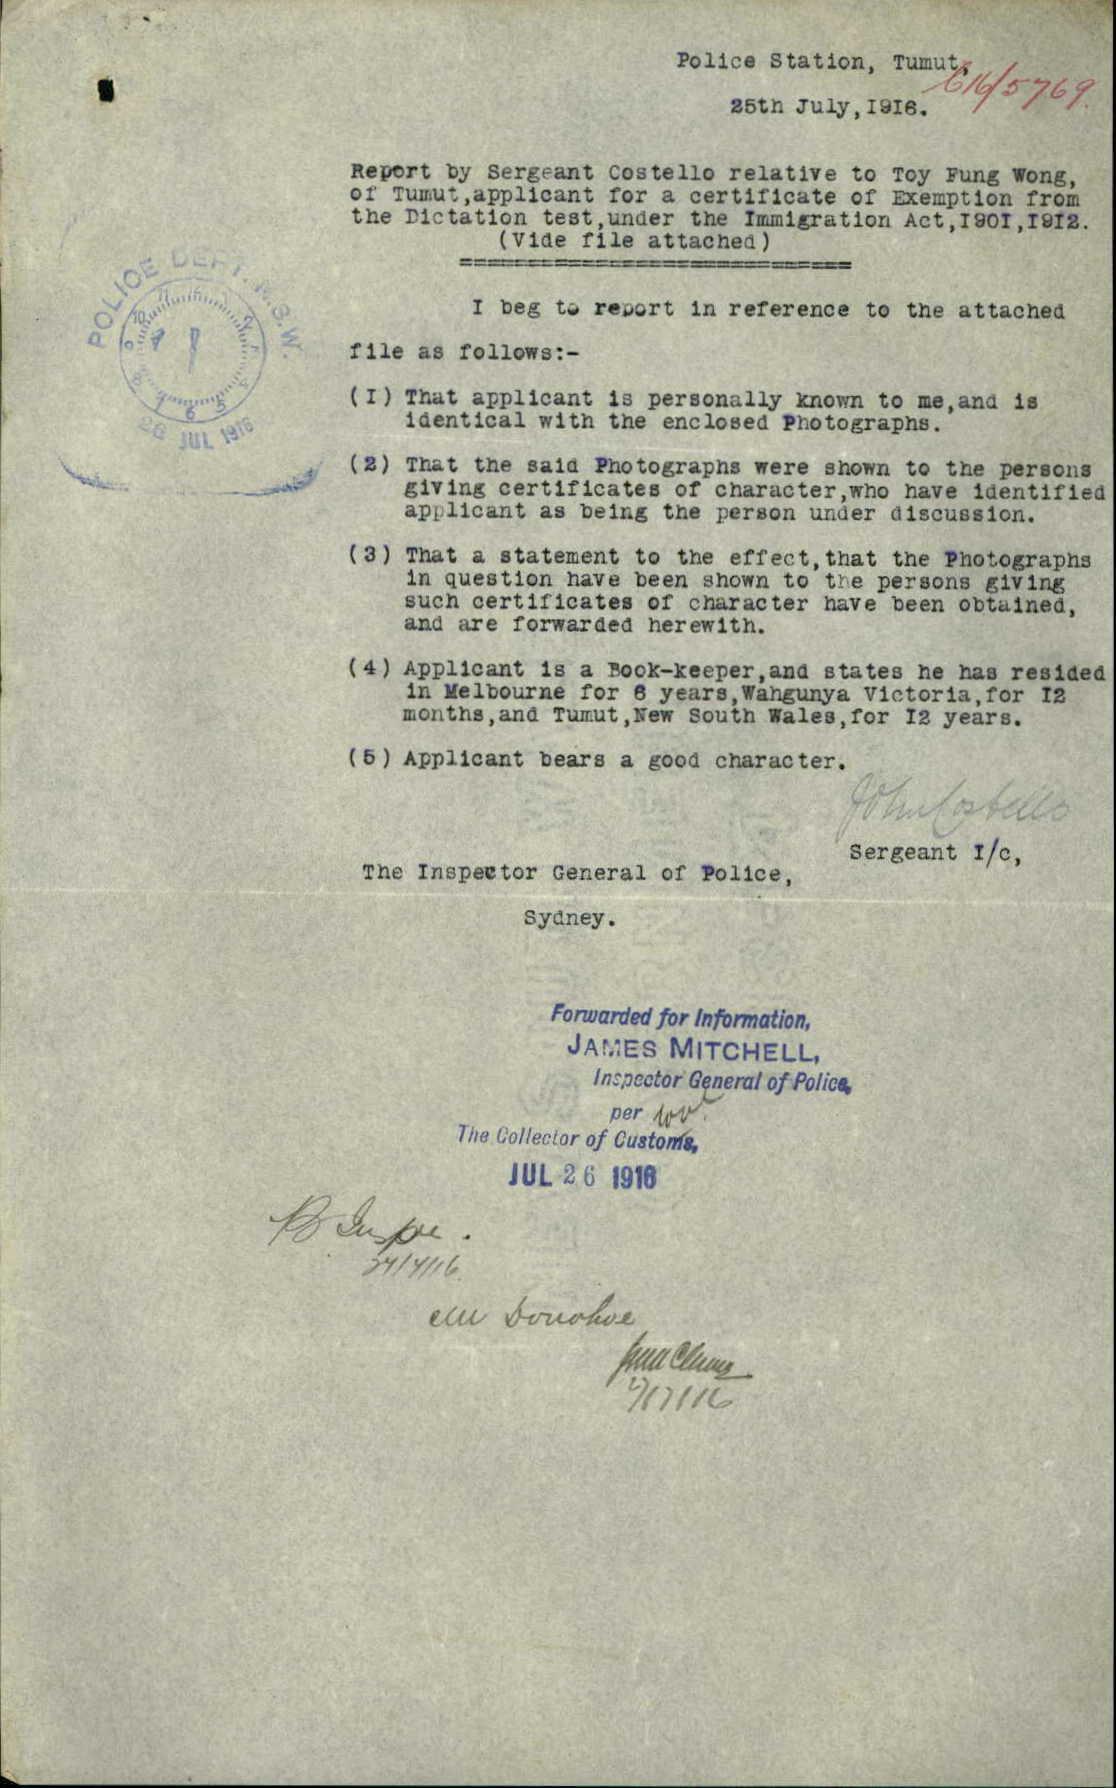 Police Station, Tumut,
C16/5769.
25th July,I9I6.
Report by Sergeant Costello relative to Toy Fung Wong,
of Tumut,applicant for a certificate of Exemption from
the Dictation test,under the Immigration Act,I90I,I9I2.
(Vide file attached)
POLICE DEPT. N.S.W.
26 JUL 1916
I beg to report in reference to the attached
file as follows:-
(I) That applicant is personally known to me,and is
identical with the enclosed Photographs.
(2) That the said Photographs were shown to the persons
giving certificates of character,who have identified
applicant as being the person under discussion.
(3) That a statement to the effect,that the Photographs
in question have been shown to the persons giving
such certificates of character have been obtained,
and are forwarded herewith.
(4) Applicant is a Book-keeper,and states he has resided
in Melbourne for 6 years,Wahgunya Victoria,for I2
months,and Tumut,New South Wales,for I2 years.
(5) Applicant bears a good character.
John Costello
Sergeant I/c,
The Inspector General of Police,
Sydney.
Forwarded for Information,
JAMES MITCHELL,
Inspector General of Police,
per
The Collector of Customs,
JUL 26 1916
Donohoe